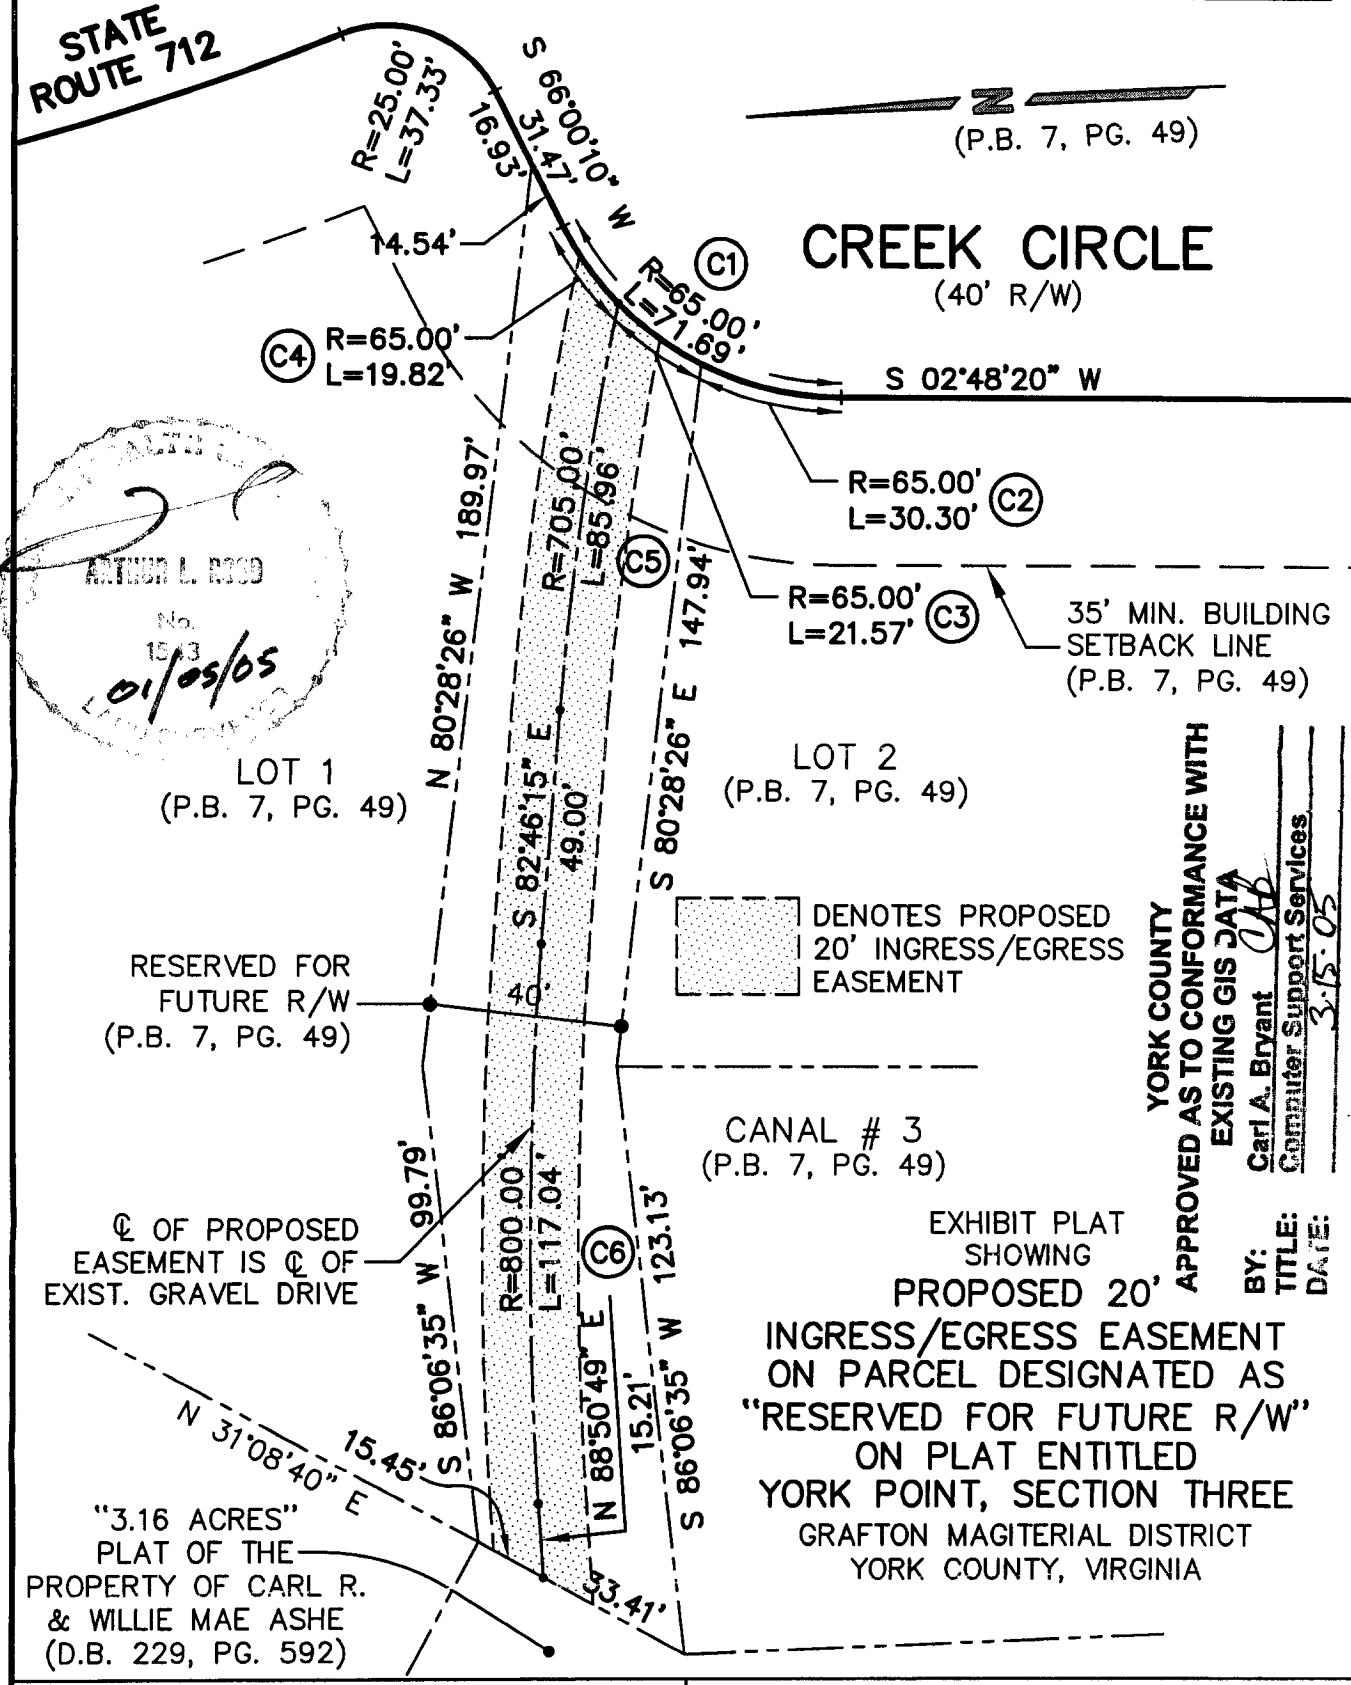 STATE
ROUTE 712
R=25.00'
L=37.33'
S 66°00'10" W
31.47'
16.93'
14.54'
N
(P.B. 7, PG. 49)
CREEK CIRCLE
(40' R/W)
C1
R=65.00'
L=71.69'
C4
R=65.00'
L=19.82'
S 02°48'20" W
R=65.00'
L=30.30'
C2
R=65.00'
L=21.57'
C3
R=705.00'
L=85.96'
C5
N 80°28'26" W 189.97'
S 80°28'26" E 147.94'
35' MIN. BUILDING
SETBACK LINE
(P.B. 7, PG. 49)
ARTHUR L.
No.
01/05/05
LOT 1
(P.B. 7, PG. 49)
LOT 2
(P.B. 7, PG. 49)
S 82°46'15" E
49.00'
DENOTES PROPOSED
20' INGRESS/EGRESS
EASEMENT
RESERVED FOR
FUTURE R/W
(P.B. 7, PG. 49)
40'
CANAL # 3
(P.B. 7, PG. 49)
YORK COUNTY
APPROVED AS TO CONFORMANCE WITH
EXISTING GIS DATA
BY: Carl A. Bryant CAB
TITLE: Computer Support Services
DATE: 3-15-05
℄ OF PROPOSED
EASEMENT IS ℄ OF
EXIST. GRAVEL DRIVE
R=800.00'
L=117.04'
C6
S 86°06'35" W 99.79'
S 86°06'35" W 123.13'
N 88°50'49" E
15.21'
N 31°08'40" E
15.45'
33.41'
"3.16 ACRES"
PLAT OF THE
PROPERTY OF CARL R.
& WILLIE MAE ASHE
(D.B. 229, PG. 592)
EXHIBIT PLAT
SHOWING
PROPOSED 20'
INGRESS/EGRESS EASEMENT
ON PARCEL DESIGNATED AS
"RESERVED FOR FUTURE R/W"
ON PLAT ENTITLED
YORK POINT, SECTION THREE
GRAFTON MAGITERIAL DISTRICT
YORK COUNTY, VIRGINIA